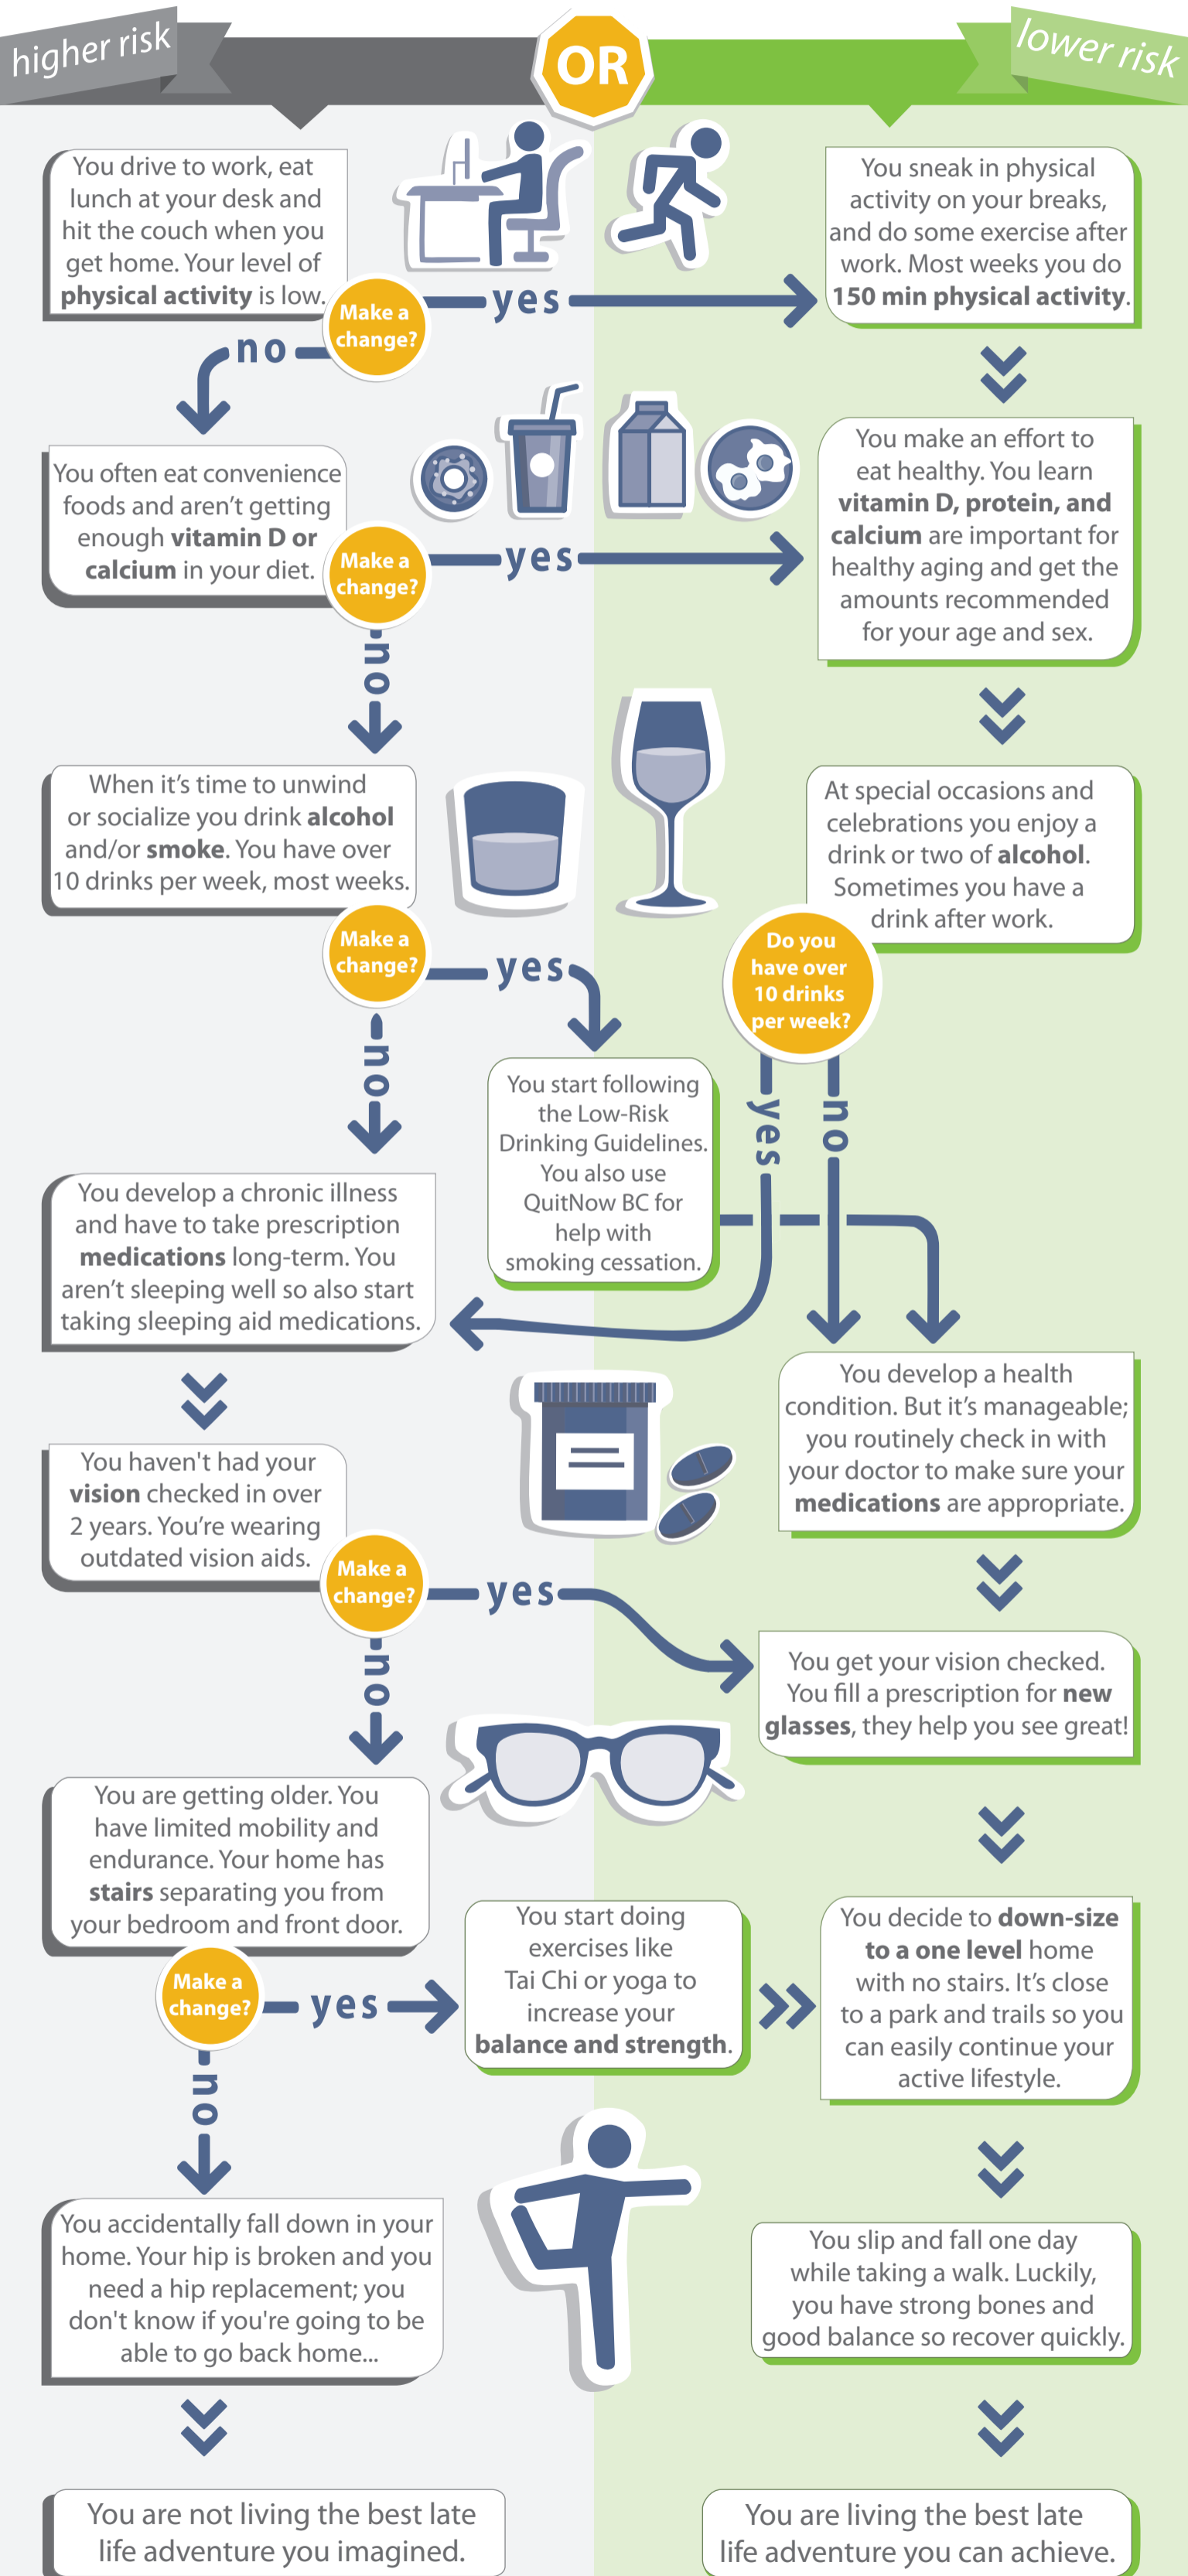 higher risk
OR
lower risk
You drive to work, eat
lunch at your desk and
hit the couch when you
get home. Your level of
physical activity is low.
Make a
change?
yes
no
You sneak in physical
activity on your breaks,
and do some exercise after
work. Most weeks you do
150 min physical activity.
You often eat convenience
foods and aren't getting
enough vitamin D or
calcium in your diet.
Make a
change?
yes
no
You make an effort to
eat healthy. You learn
vitamin D, protein, and
calcium are important for
healthy aging and get the
amounts recommended
for your age and sex.
When it's time to unwind
or socialize you drink alcohol
and/or smoke. You have over
10 drinks per week, most weeks.
Make a
change?
yes
no
At special occasions and
celebrations you enjoy a
drink or two of alcohol.
Sometimes you have a
drink after work.
Do you
have over
10 drinks
per week?
yes
no
You start following
the Low-Risk
Drinking Guidelines.
You also use
QuitNow BC for
help with
smoking cessation.
You develop a chronic illness
and have to take prescription
medications long-term. You
aren't sleeping well so also start
taking sleeping aid medications.
You develop a health
condition. But it's manageable;
you routinely check in with
your doctor to make sure your
medications are appropriate.
You haven't had your
vision checked in over
2 years. You're wearing
outdated vision aids.
Make a
change?
yes
no
You get your vision checked.
You fill a prescription for new
glasses, they help you see great!
You are getting older. You
have limited mobility and
endurance. Your home has
stairs separating you from
your bedroom and front door.
Make a
change?
yes
no
You start doing
exercises like
Tai Chi or yoga to
increase your
balance and strength.
You decide to down-size
to a one level home
with no stairs. It's close
to a park and trails so you
can easily continue your
active lifestyle.
You accidentally fall down in your
home. Your hip is broken and you
need a hip replacement; you
don't know if you're going to be
able to go back home...
You slip and fall one day
while taking a walk. Luckily,
you have strong bones and
good balance so recover quickly.
You are not living the best late
life adventure you imagined.
You are living the best late
life adventure you can achieve.